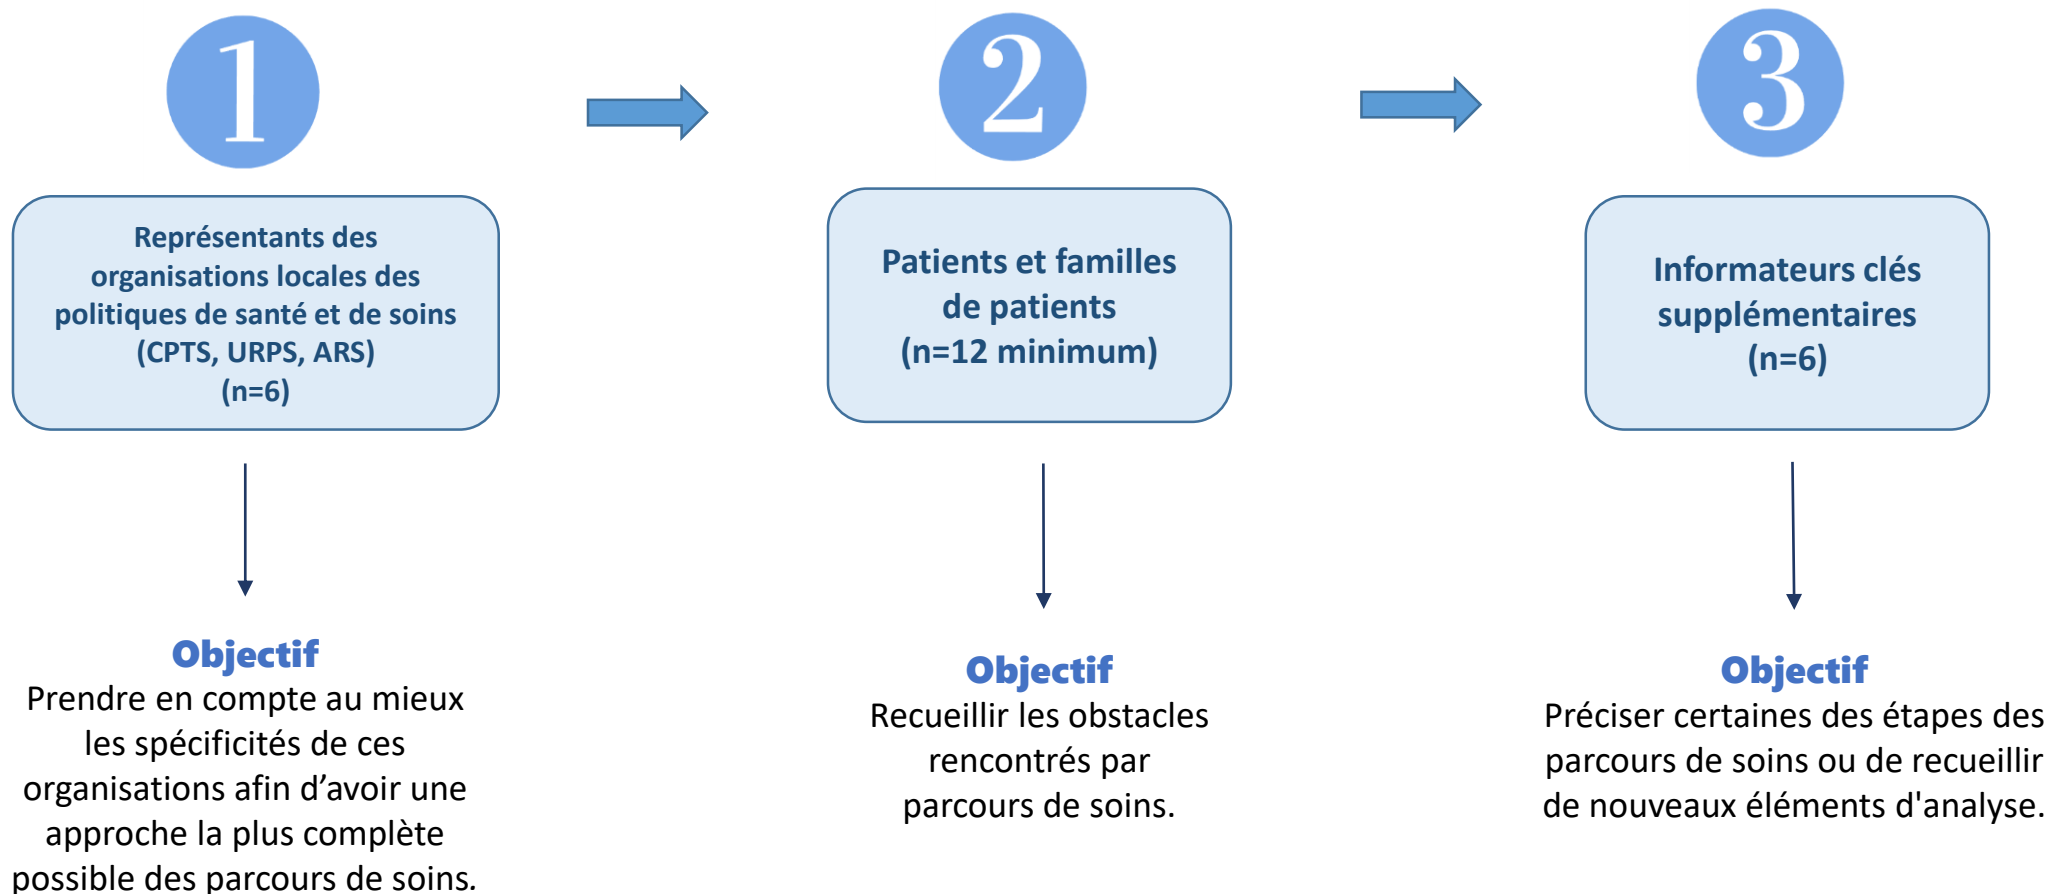 1
Représentants des
organisations locales des
politiques de santé et de soins
(CPTS, URPS, ARS)
(n=6)
Objectif
Prendre en compte au mieux
les spécificités de ces
organisations afin d’avoir une
approche la plus complète
possible des parcours de soins.
2
Patients et familles
de patients
(n=12 minimum)
Objectif
Recueillir les obstacles
rencontrés par
parcours de soins.
3
Informateurs clés
supplémentaires
(n=6)
Objectif
Préciser certaines des étapes des
parcours de soins ou de recueillir
de nouveaux éléments d'analyse.